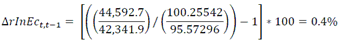 ΔrInEc_{t,t−1} = [((44,592.7 / 42,341.9) / (100.25542 / 95.57296)) − 1] * 100 = 0.4%